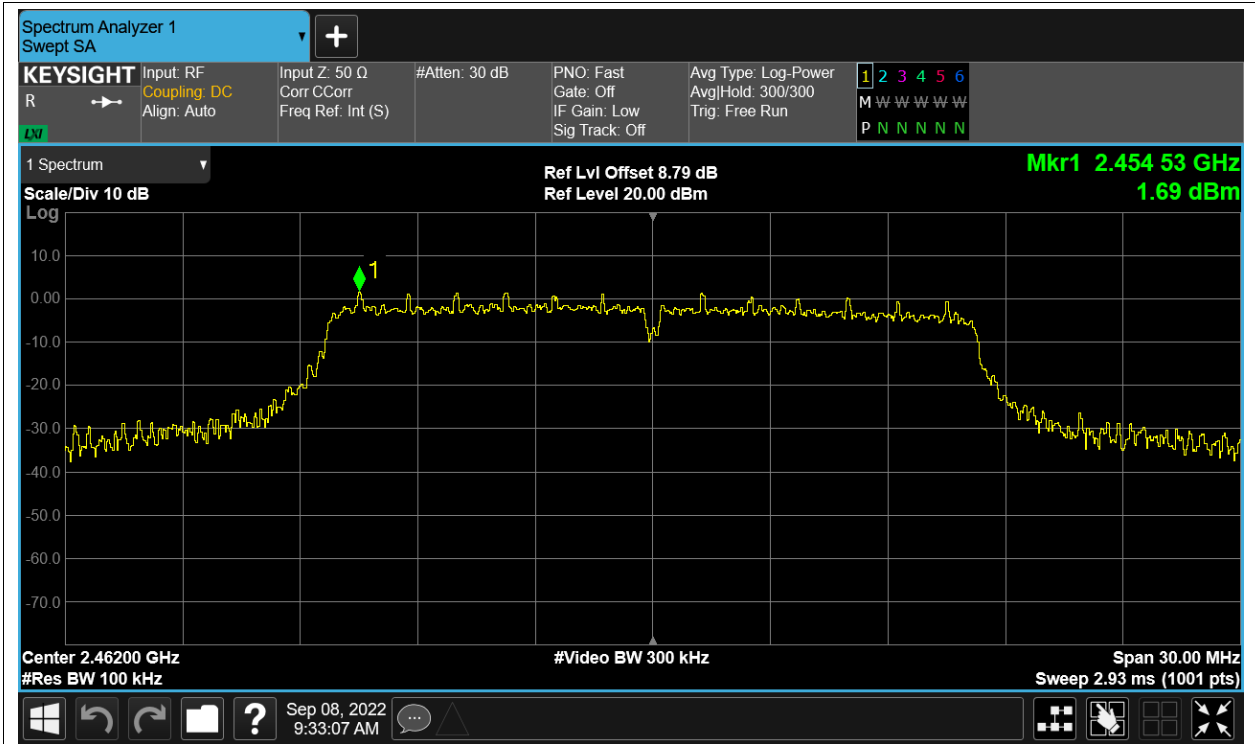 Spectrum Analyzer 1
Swept SA
KEYSIGHT
R
LXI
Input: RF
Coupling: DC
Align: Auto
Input Z: 50 Ω
Corr CCorr
Freq Ref: Int (S)
#Atten: 30 dB
PNO: Fast
Gate: Off
IF Gain: Low
Sig Track: Off
Avg Type: Log-Power
Avg|Hold: 300/300
Trig: Free Run
1 2 3 4 5 6
M W W W W W
P N N N N N
1 Spectrum
Scale/Div 10 dB
Ref Lvl Offset 8.79 dB
Ref Level 20.00 dBm
Mkr1 2.454 53 GHz
1.69 dBm
Log
10.0
0.00
-10.0
-20.0
-30.0
-40.0
-50.0
-60.0
-70.0
1
Center 2.46200 GHz
#Res BW 100 kHz
#Video BW 300 kHz
Span 30.00 MHz
Sweep 2.93 ms (1001 pts)
?
Sep 08, 2022
9:33:07 AM